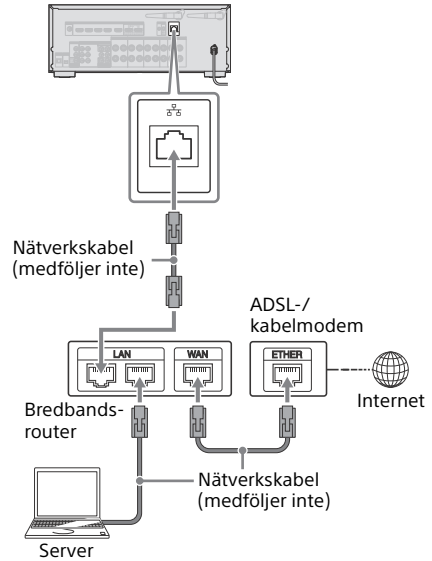 Nätverkskabel
(medföljer inte)
ADSL-/
kabelmodem
LAN
WAN
ETHER
Internet
Bredbands-
router
Nätverkskabel
(medföljer inte)
Server